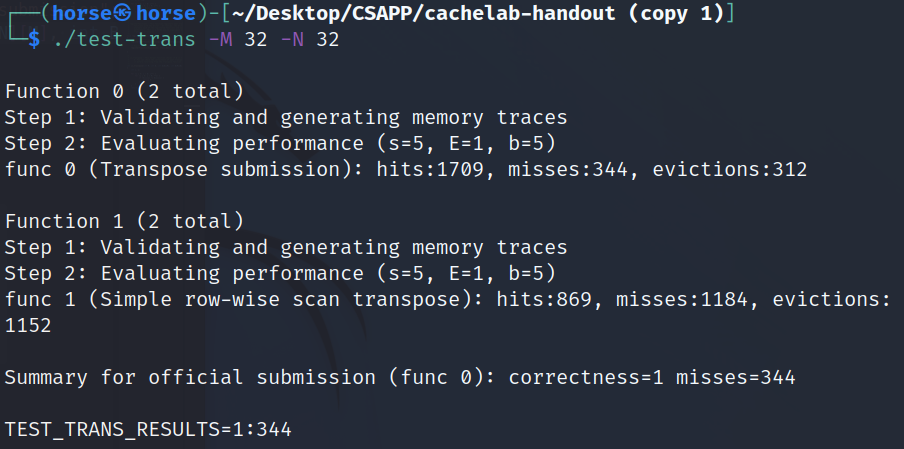 ┌──(horse㉿horse)-[~/Desktop/CSAPP/cachelab-handout (copy 1)]
└─$ ./test-trans -M 32 -N 32
Function 0 (2 total)
Step 1: Validating and generating memory traces
Step 2: Evaluating performance (s=5, E=1, b=5)
func 0 (Transpose submission): hits:1709, misses:344, evictions:312
Function 1 (2 total)
Step 1: Validating and generating memory traces
Step 2: Evaluating performance (s=5, E=1, b=5)
func 1 (Simple row-wise scan transpose): hits:869, misses:1184, evictions:
1152
Summary for official submission (func 0): correctness=1 misses=344
TEST_TRANS_RESULTS=1:344